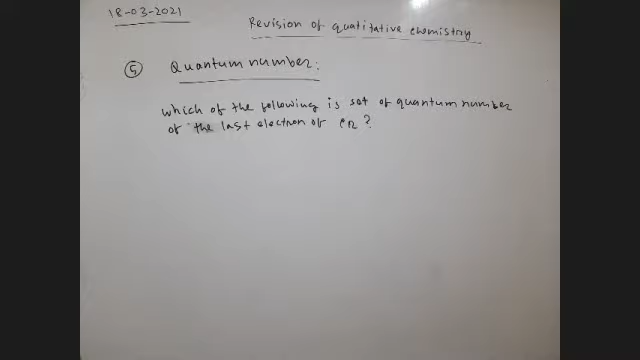 18-03-2021
Revision of quatitative chemistry
⑤ Quantum number:
which of the following is set of quantum number
of the last electron of cr?